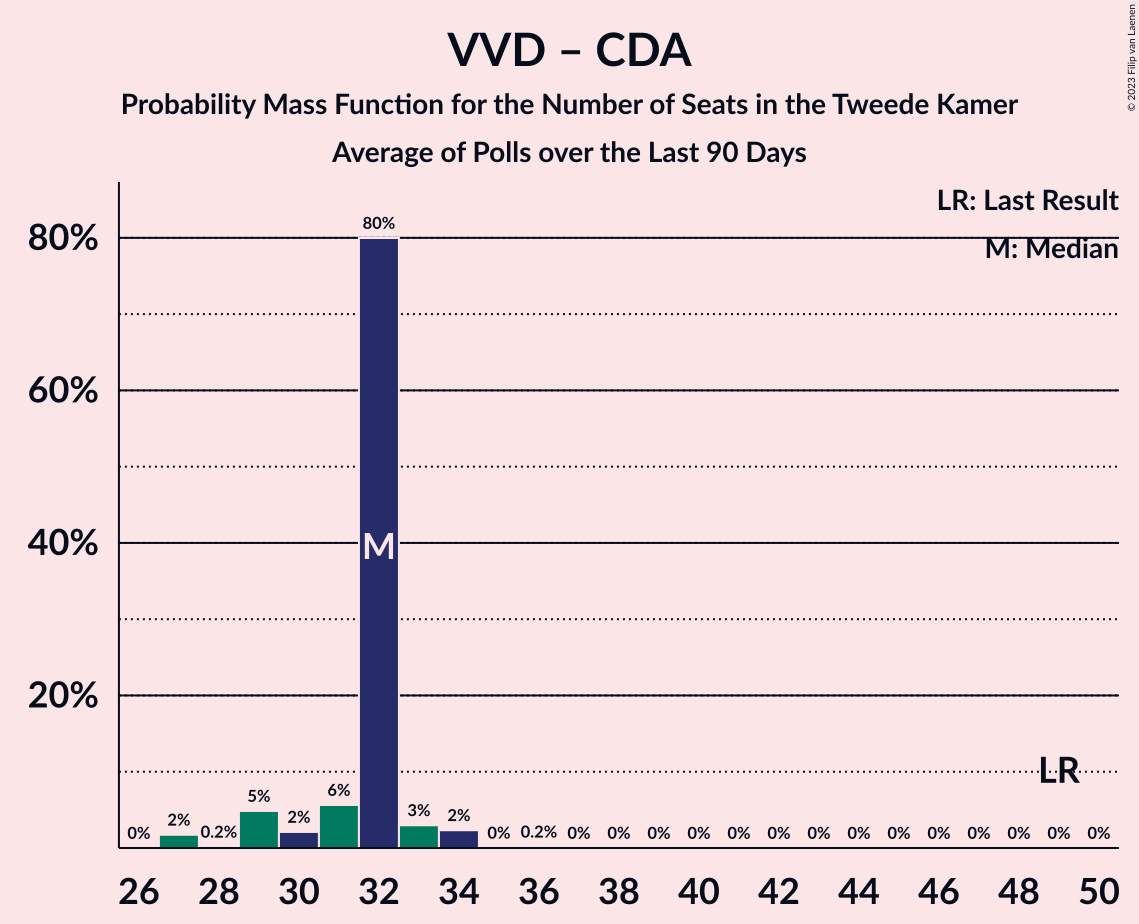 VVD – CDA
Probability Mass Function for the Number of Seats in the Tweede Kamer
Average of Polls over the Last 90 Days
© 2023 Filip van Laenen
LR: Last Result
M: Median
80%
60%
40%
20%
0% 2% 0.2% 5% 2% 6% 80% 3% 2% 0% 0.2% 0% 0% 0% 0% 0% 0% 0% 0% 0% 0% 0% 0% 0% 0%
M
LR
26 28 30 32 34 36 38 40 42 44 46 48 50